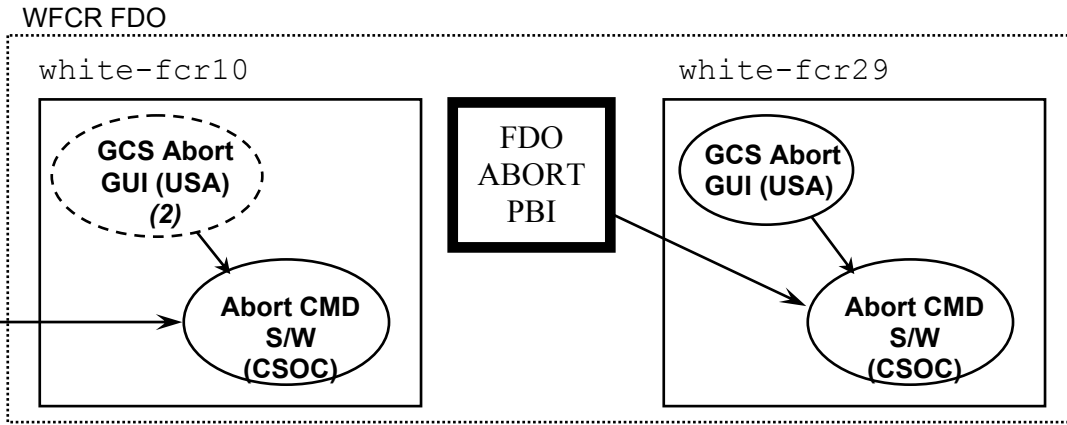 WFCR FDO
white-fcr10
GCS Abort
GUI (USA)
(2)
Abort CMD
S/W
(CSOC)
FDO
ABORT
PBI
white-fcr29
GCS Abort
GUI (USA)
Abort CMD
S/W
(CSOC)